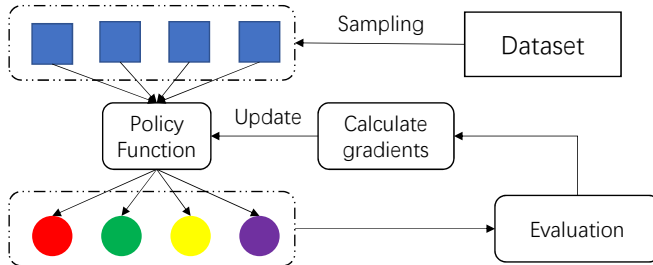 Sampling
Dataset
Policy
Function
Update
Calculate
gradients
Evaluation